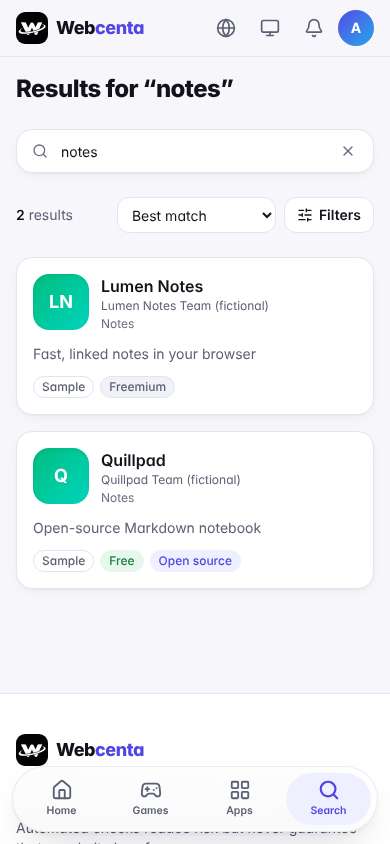 Webcenta
A
Results for “notes”
notes
2 results
Best match
Filters
LN
Lumen Notes
Lumen Notes Team (fictional)
Notes
Fast, linked notes in your browser
Sample
Freemium
Q
Quillpad
Quillpad Team (fictional)
Notes
Open-source Markdown notebook
Sample
Free
Open source
Webcenta
Home
Games
Apps
Search